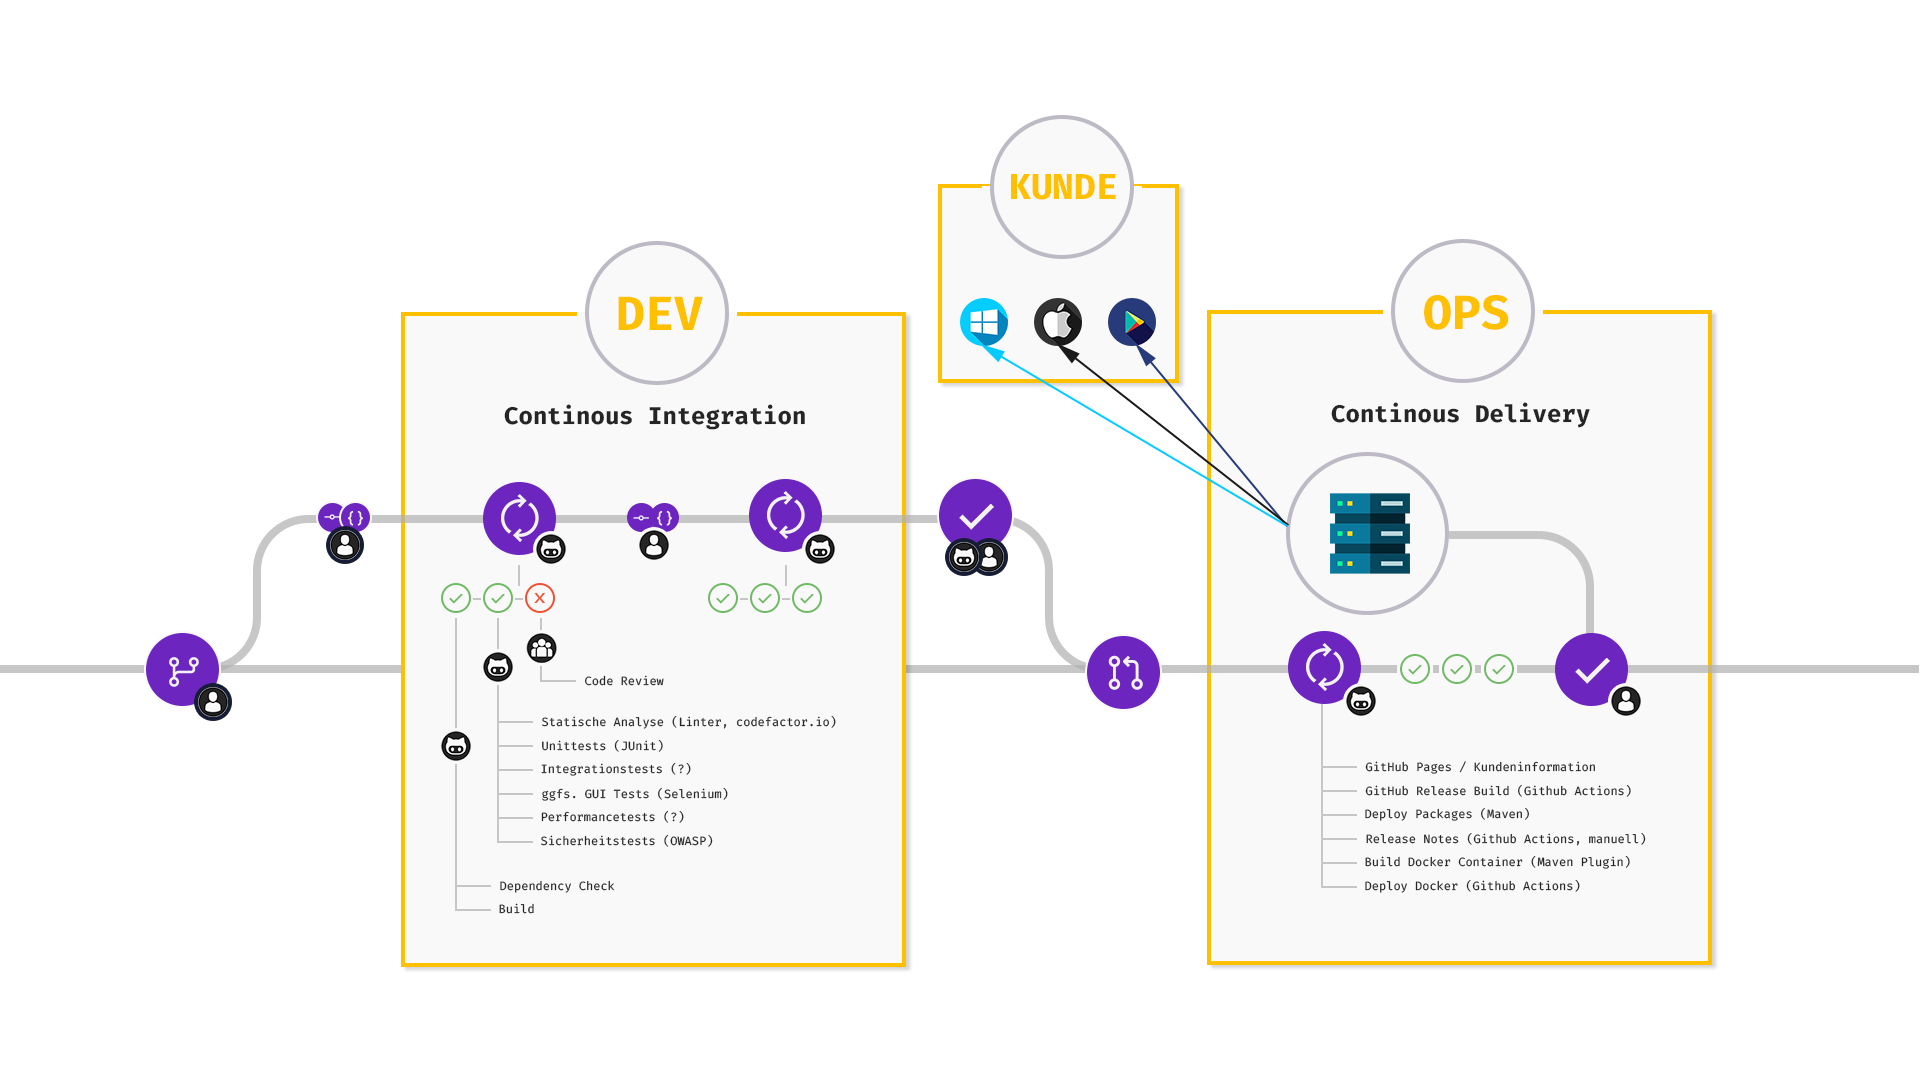 KUNDE
DEV
Continous Integration
Code Review
Statische Analyse (Linter, codefactor.io)
Unittests (JUnit)
Integrationstests (?)
ggfs. GUI Tests (Selenium)
Performancetests (?)
Sicherheitstests (OWASP)
Dependency Check
Build
OPS
Continous Delivery
GitHub Pages / Kundeninformation
GitHub Release Build (Github Actions)
Deploy Packages (Maven)
Release Notes (Github Actions, manuell)
Build Docker Container (Maven Plugin)
Deploy Docker (Github Actions)